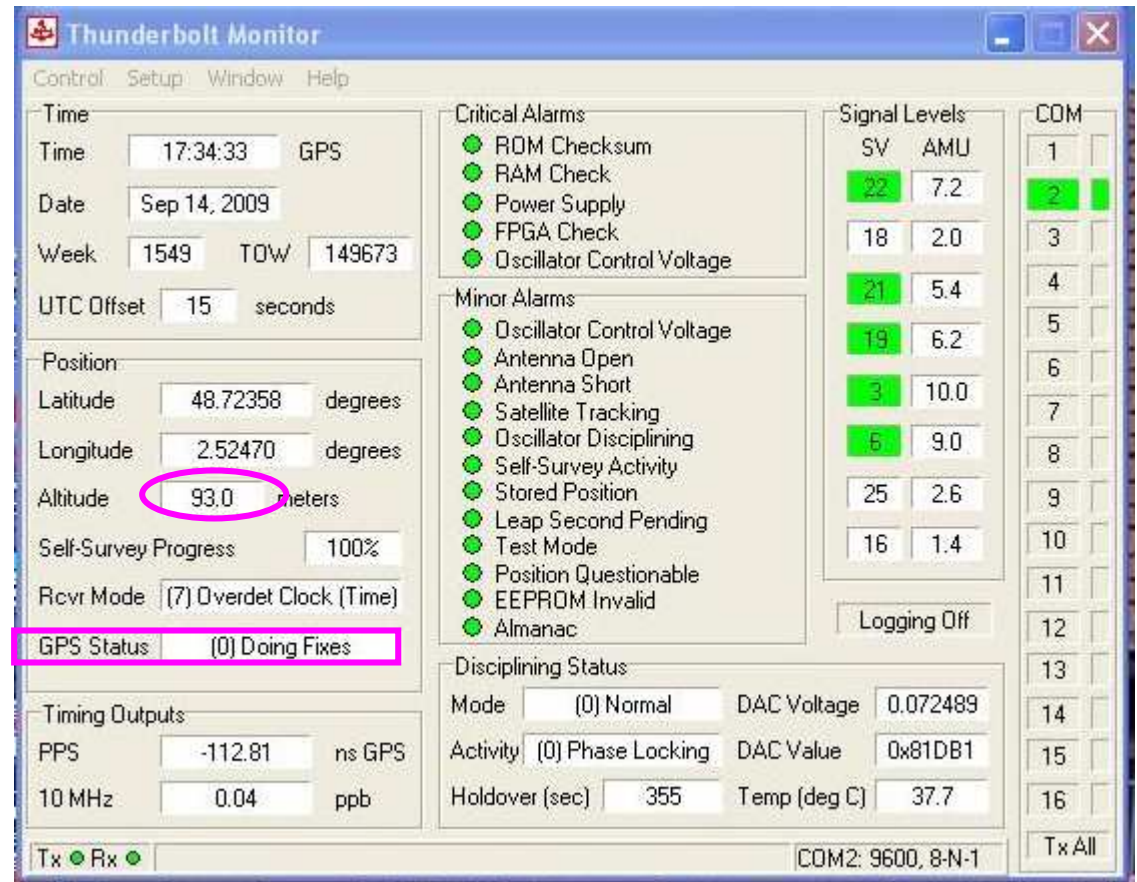 Thunderbolt Monitor
Control Setup Window Help
Time
Time 17:34:33 GPS
Date Sep 14, 2009
Week 1549 TOW 149673
UTC Offset 15 seconds
Position
Latitude 48.72358 degrees
Longitude 2.52470 degrees
Altitude 93.0 meters
Self-Survey Progress 100%
Rcvr Mode (7) Overdet Clock (Time)
GPS Status (0) Doing Fixes
Timing Outputs
PPS -112.81 ns GPS
10 MHz 0.04 ppb
Critical Alarms
ROM Checksum
RAM Check
Power Supply
FPGA Check
Oscillator Control Voltage
Minor Alarms
Oscillator Control Voltage
Antenna Open
Antenna Short
Satellite Tracking
Oscillator Disciplining
Self-Survey Activity
Stored Position
Leap Second Pending
Test Mode
Position Questionable
EEPROM Invalid
Almanac
Signal Levels
SV AMU
22 7.2
18 2.0
21 5.4
19 6.2
3 10.0
6 9.0
25 2.6
16 1.4
Logging Off
Disciplining Status
Mode (0) Normal DAC Voltage 0.072489
Activity (0) Phase Locking DAC Value 0x81DB1
Holdover (sec) 355 Temp (deg C) 37.7
COM
1
2
3
4
5
6
7
8
9
10
11
12
13
14
15
16
Tx All
Tx Rx COM2: 9600, 8-N-1